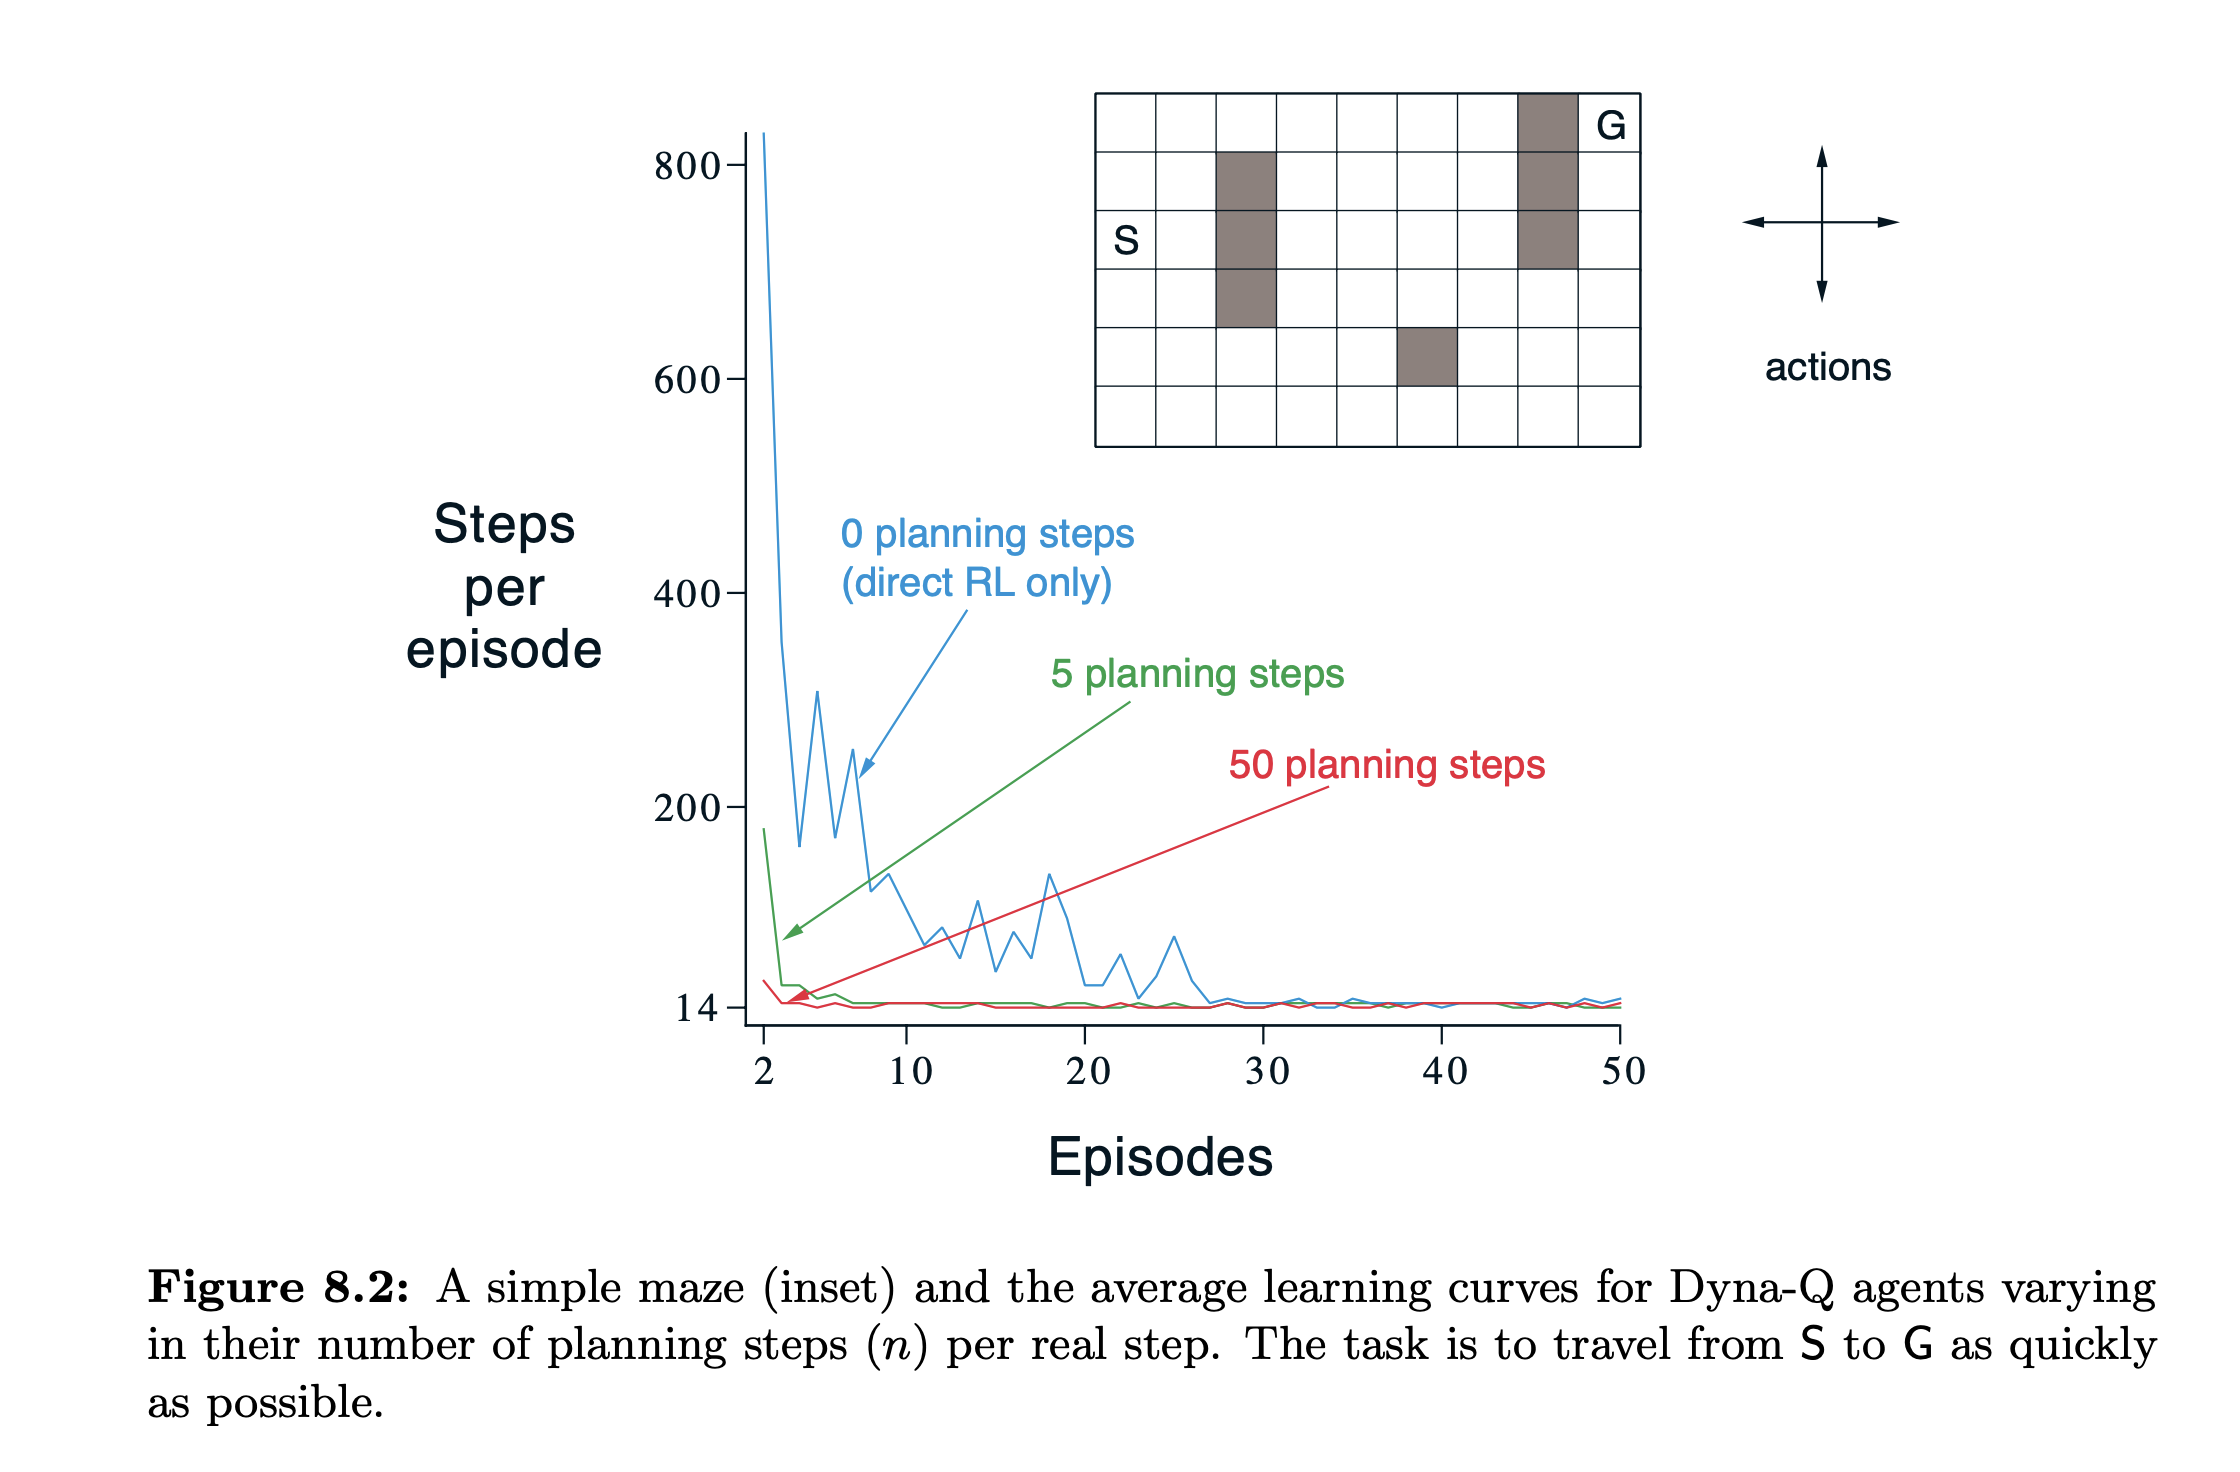 G
S
actions
800
600
400
200
14
Steps
per
episode
0 planning steps
(direct RL only)
5 planning steps
50 planning steps
2 10 20 30 40 50
Episodes
Figure 8.2: A simple maze (inset) and the average learning curves for Dyna-Q agents varying
in their number of planning steps (n) per real step. The task is to travel from S to G as quickly
as possible.